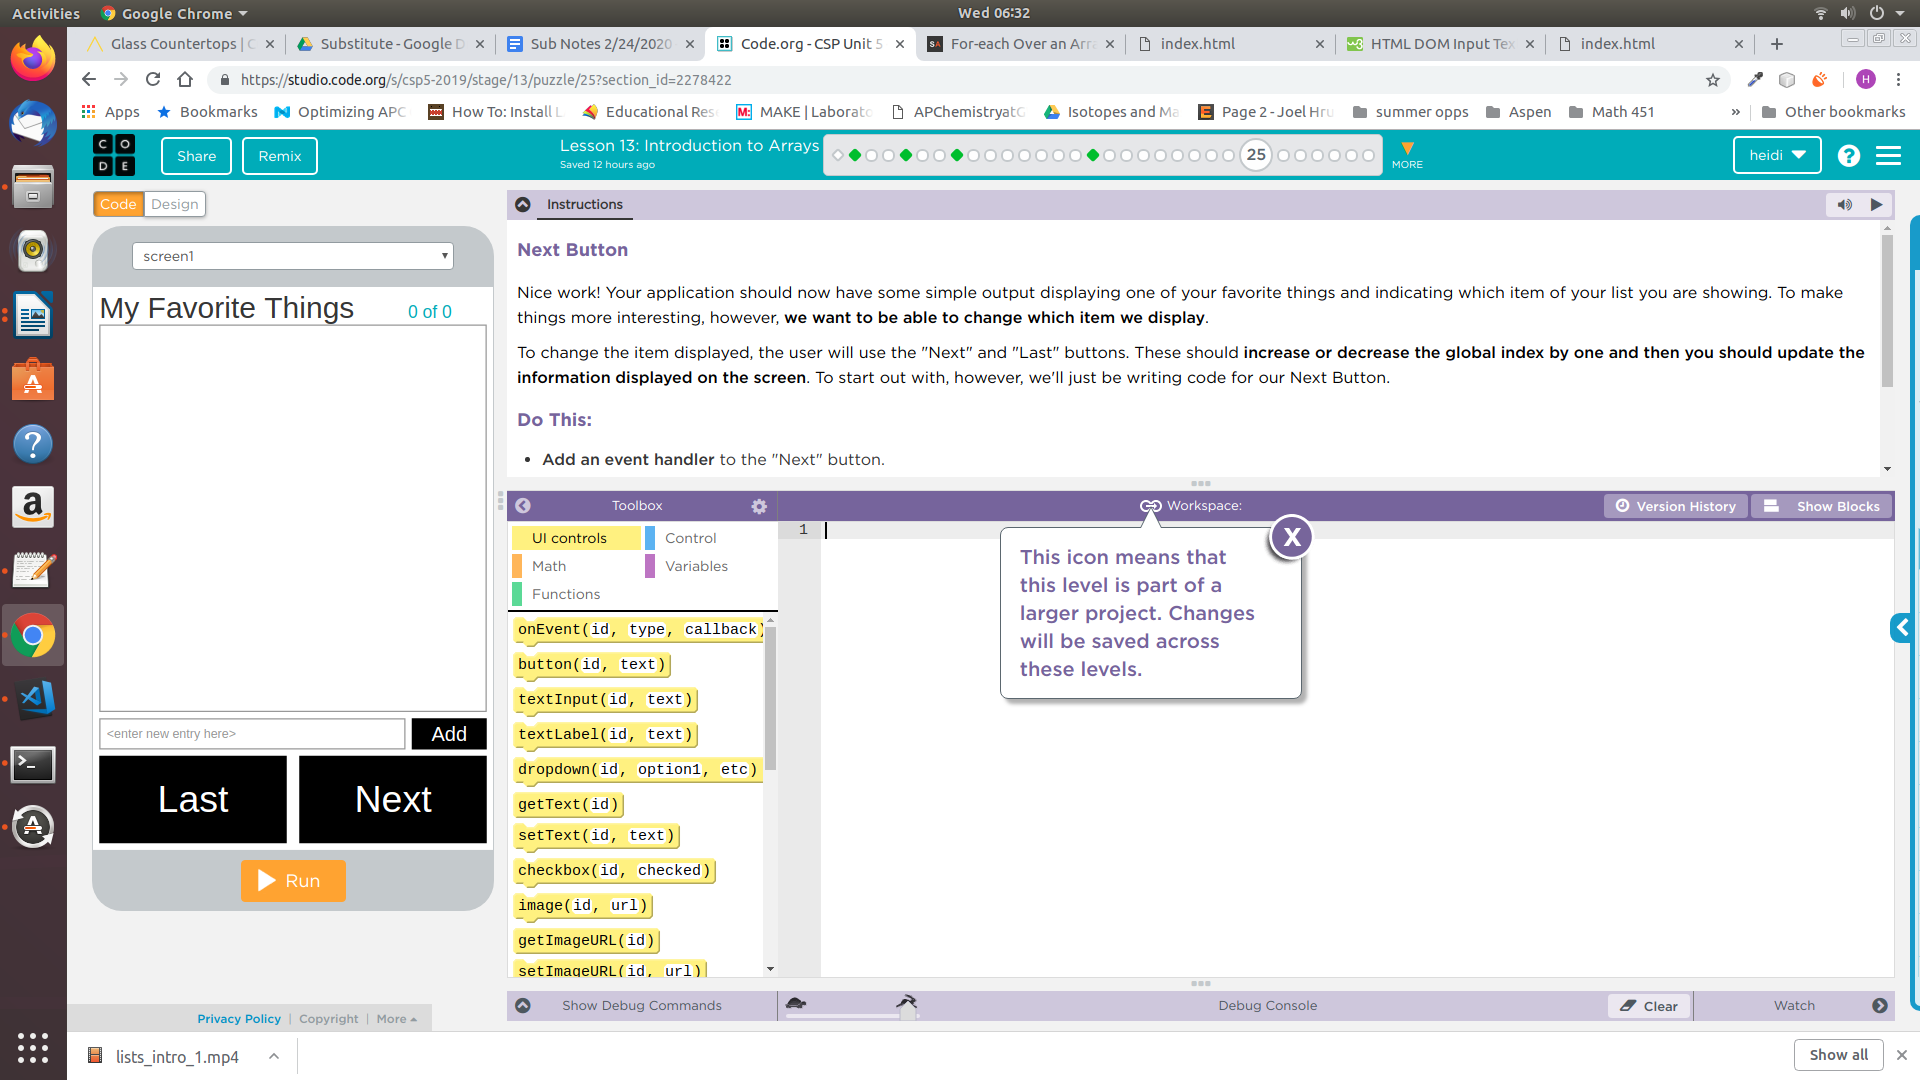 Activities
Google Chrome
Wed 06:32
Glass Countertops | C
Substitute - Google D
Sub Notes 2/24/2020
Code.org - CSP Unit 5
For-each Over an Arra
index.html
HTML DOM Input Tex
index.html
https://studio.code.org/s/csp5-2019/stage/13/puzzle/25?section_id=2278422
H
Apps
Bookmarks
Optimizing APC
How To: Install L
Educational Res
MAKE | Laborato
APChemistryatG
Isotopes and Ma
Page 2 - Joel Hru
summer opps
Aspen
Math 451
»
Other bookmarks
C O
D E
Share
Remix
Lesson 13: Introduction to Arrays
Saved 12 hours ago
25
MORE
heidi
?
Code
Design
screen1
My Favorite Things
0 of 0
<enter new entry here>
Add
Last
Next
Run
Instructions
Next Button
Nice work! Your application should now have some simple output displaying one of your favorite things and indicating which item of your list you are showing. To make
things more interesting, however, we want to be able to change which item we display.
To change the item displayed, the user will use the "Next" and "Last" buttons. These should increase or decrease the global index by one and then you should update the
information displayed on the screen. To start out with, however, we'll just be writing code for our Next Button.
Do This:
• Add an event handler to the "Next" button.
Toolbox
Workspace:
Version History
Show Blocks
UI controls
Control
Math
Variables
Functions
onEvent(id, type, callback)
button(id, text)
textInput(id, text)
textLabel(id, text)
dropdown(id, option1, etc)
getText(id)
setText(id, text)
checkbox(id, checked)
image(id, url)
getImageURL(id)
setImageURL(id, url)
1
X
This icon means that
this level is part of a
larger project. Changes
will be saved across
these levels.
Show Debug Commands
Debug Console
Clear
Watch
Privacy Policy | Copyright | More
lists_intro_1.mp4
Show all